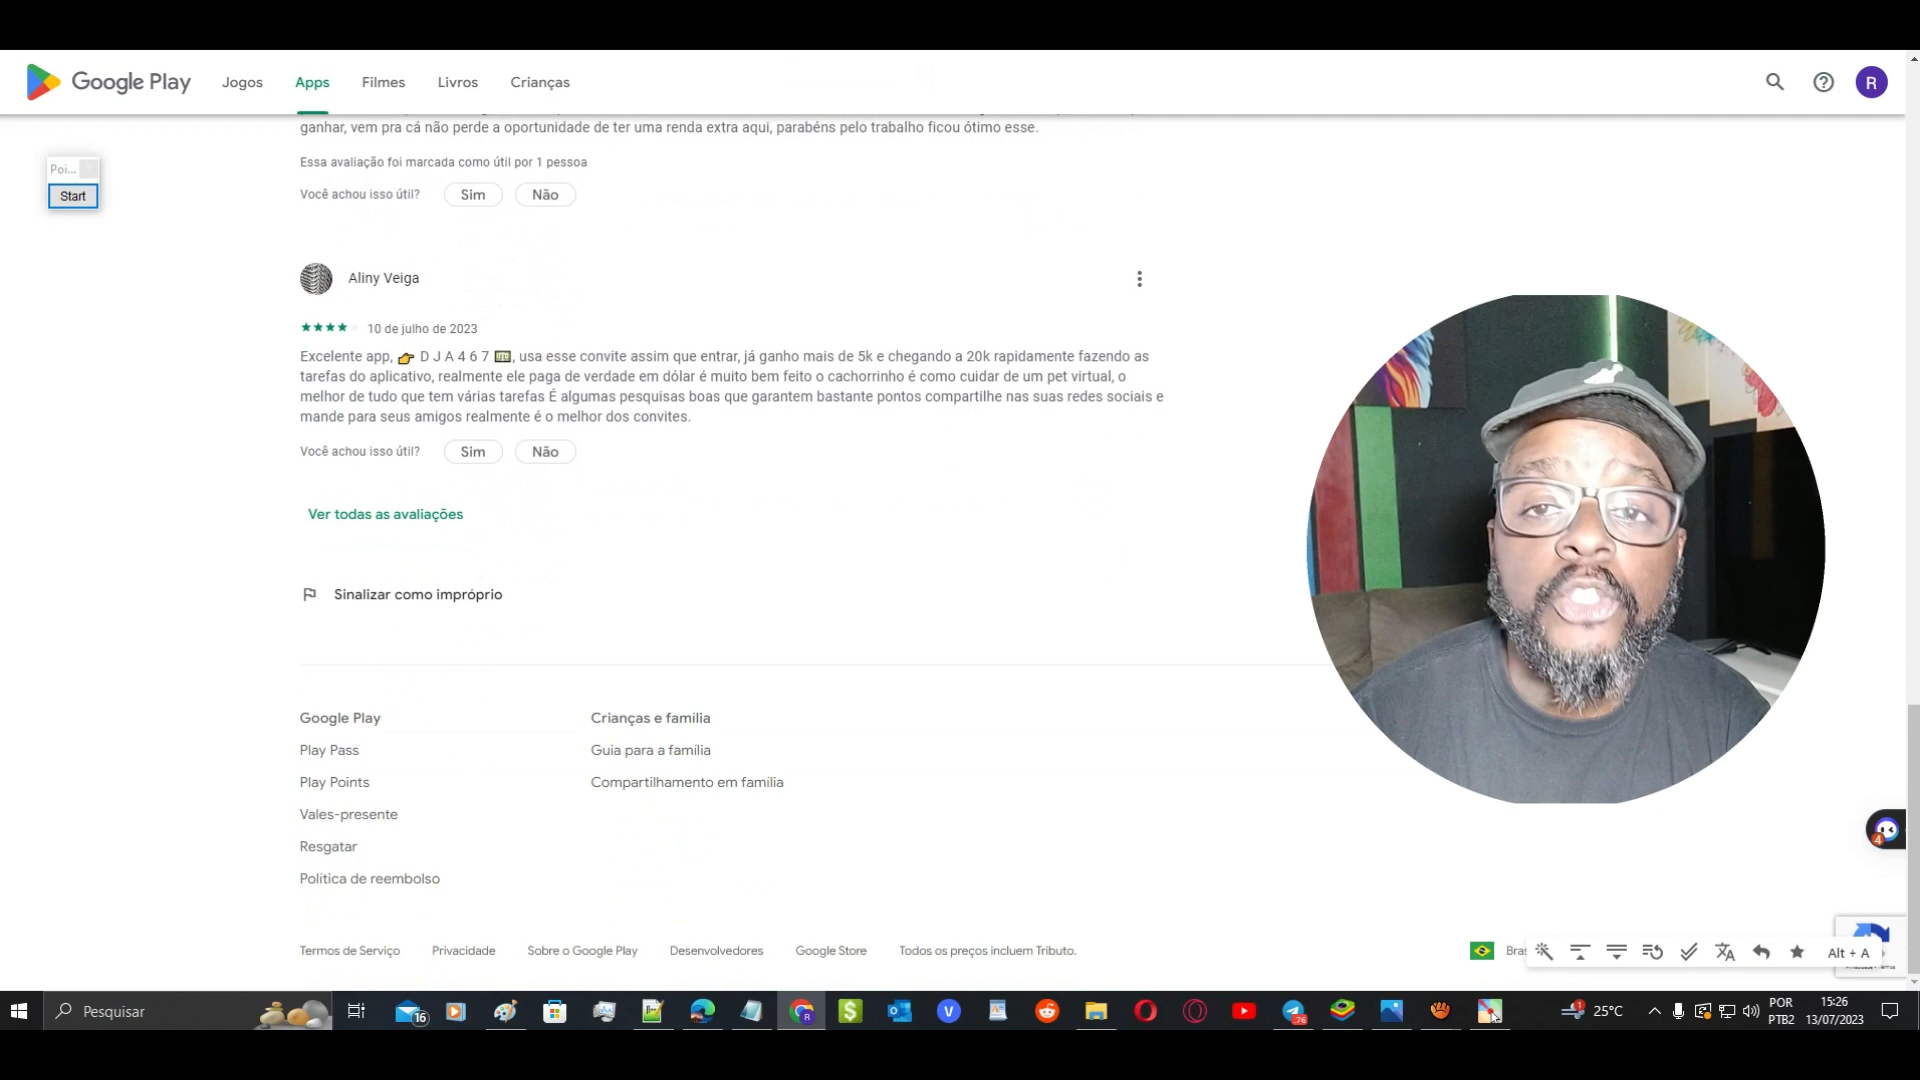 Google Play Jogos Apps Filmes Livros Crianças R
ganhar, vem pra cá não perde a oportunidade de ter uma renda extra aqui, parabéns pelo trabalho ficou ótimo esse.
Essa avaliação foi marcada como útil por 1 pessoa
Poi...
Start
Você achou isso útil? Sim Não
Aliny Veiga
10 de julho de 2023
Excelente app, 👉 D J A 4 6 7 💵, usa esse convite assim que entrar, já ganho mais de 5k e chegando a 20k rapidamente fazendo as
tarefas do aplicativo, realmente ele paga de verdade em dólar é muito bem feito o cachorrinho é como cuidar de um pet virtual, o
melhor de tudo que tem várias tarefas É algumas pesquisas boas que garantem bastante pontos compartilhe nas suas redes sociais e
mande para seus amigos realmente é o melhor dos convites.
Você achou isso útil? Sim Não
Ver todas as avaliações
Sinalizar como impróprio
Google Play
Play Pass
Play Points
Vales-presente
Resgatar
Política de reembolso
Crianças e família
Guia para a família
Compartilhamento em família
4
Termos de Serviço Privacidade Sobre o Google Play Desenvolvedores Google Store Todos os preços incluem Tributo.
Bras Alt + A
Pesquisar 16 R V 76 1 25°C POR 15:26
PTB2 13/07/2023